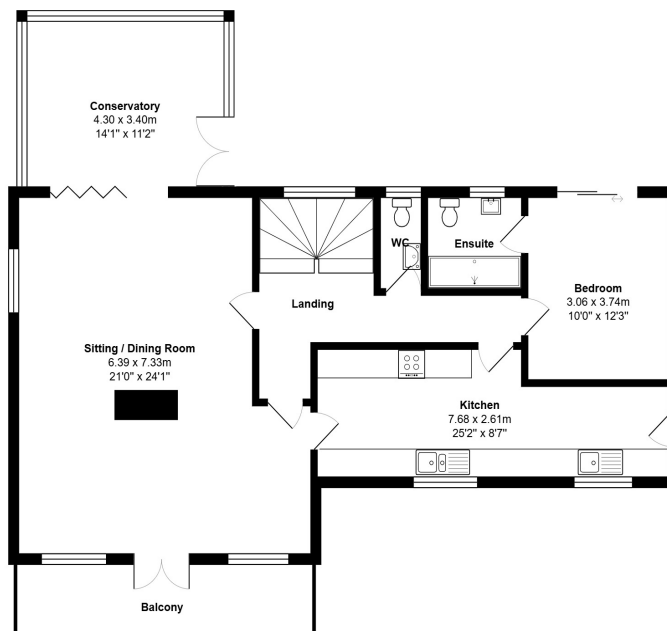 Conservatory
4.30 x 3.40m
14'1" x 11'2"
WC
Ensuite
Bedroom
3.06 x 3.74m
10'0" x 12'3"
Landing
Sitting / Dining Room
6.39 x 7.33m
21'0" x 24'1"
Kitchen
7.68 x 2.61m
25'2" x 8'7"
Balcony